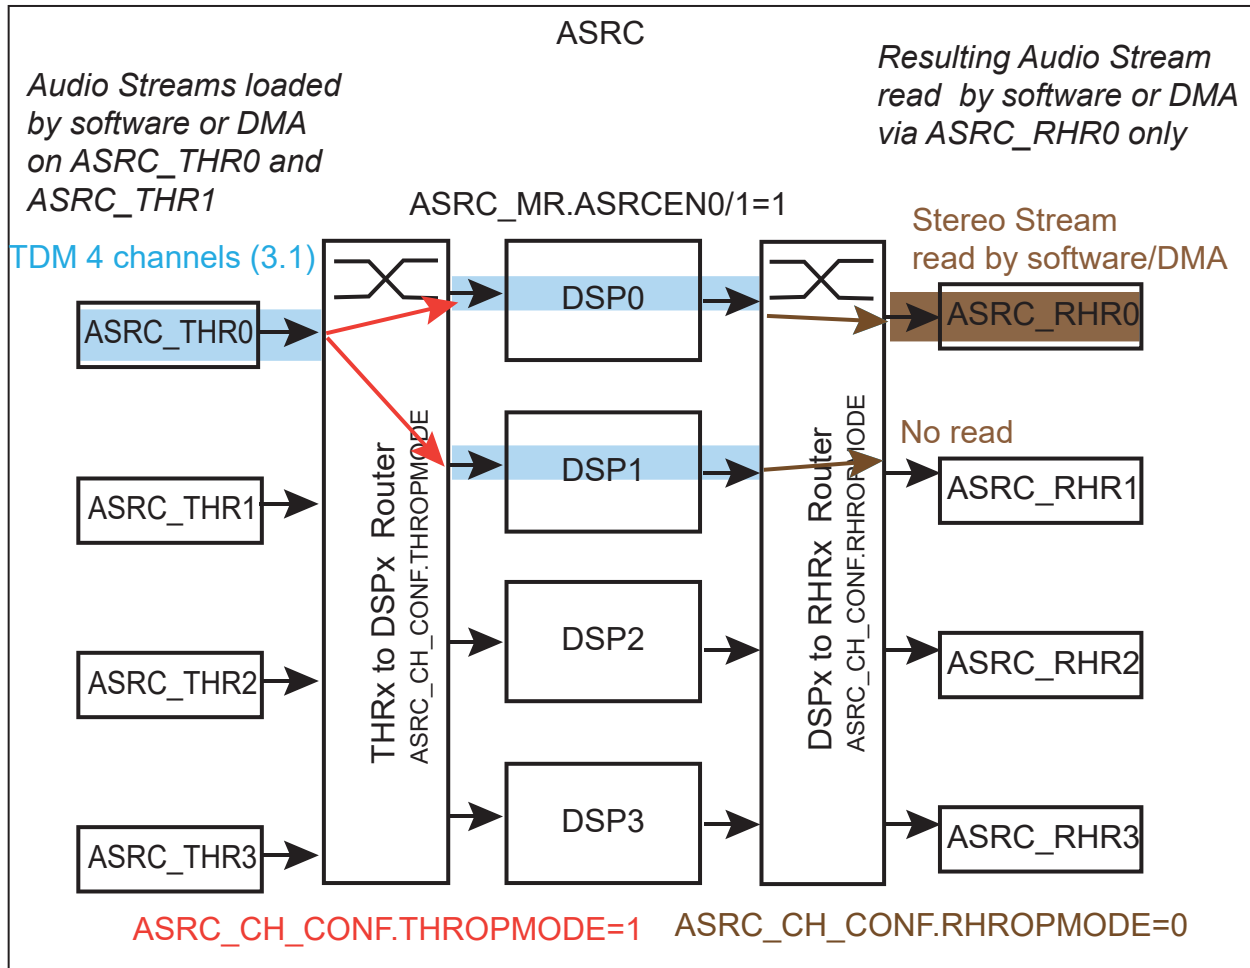 ASRC
Audio Streams loaded
by software or DMA
on ASRC_THR0 and
ASRC_THR1
Resulting Audio Stream
read by software or DMA
via ASRC_RHR0 only
ASRC_MR.ASRCEN0/1=1
TDM 4 channels (3.1)
Stereo Stream
read by software/DMA
ASRC_THR0
DSP0
ASRC_RHR0
No read
ASRC_THR1
DSP1
ASRC_RHR1
THRx to DSPx Router
ASRC_CH_CONF.THROPMODE
DSPx to RHRx Router
ASRC_CH_CONF.RHROPMODE
ASRC_THR2
DSP2
ASRC_RHR2
ASRC_THR3
DSP3
ASRC_RHR3
ASRC_CH_CONF.THROPMODE=1
ASRC_CH_CONF.RHROPMODE=0